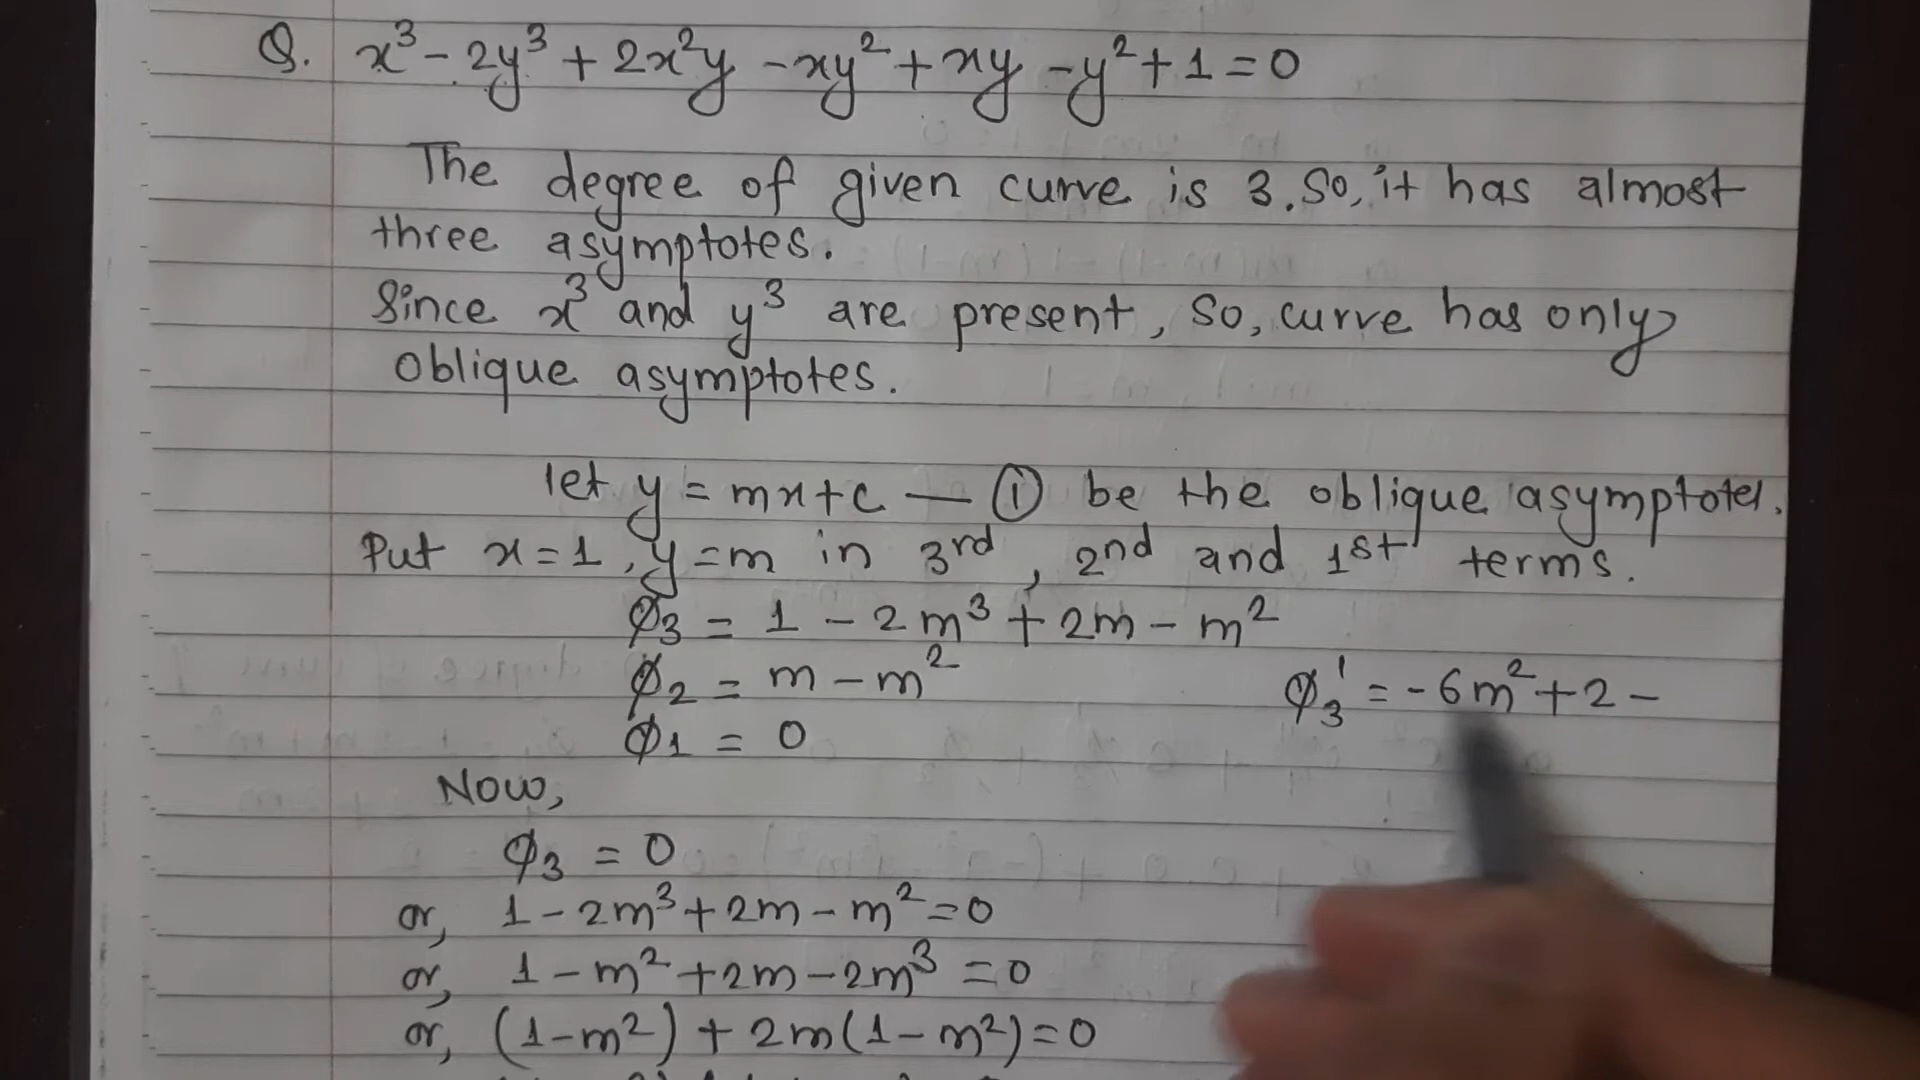 Q. x³ - 2y³ + 2x²y - xy² + xy - y² + 1 = 0
The degree of given curve is 3. So, it has almost
three asymptotes.
Since x³ and y³ are present, so, curve has only
oblique asymptotes.
let y = mx + c — ① be the oblique asymptotes.
Put x = 1, y = m in 3rd, 2nd and 1st terms.
φ₃ = 1 - 2m³ + 2m - m²
φ₂ = m - m²
φ₃' = -6m² + 2 -
φ₁ = 0
Now,
φ₃ = 0
or, 1 - 2m³ + 2m - m² = 0
or, 1 - m² + 2m - 2m³ = 0
or, (1 - m²) + 2m(1 - m²) = 0